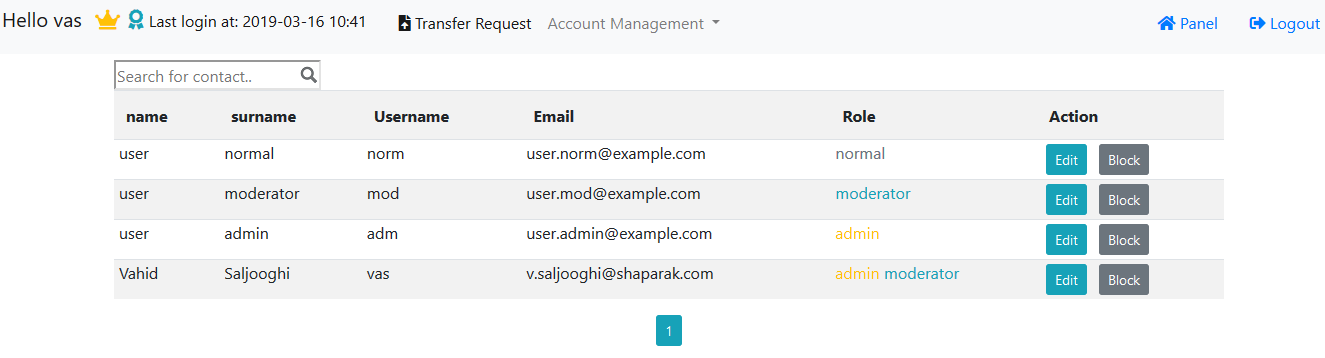 Hello vas Last login at: 2019-03-16 10:41 Transfer Request Account Management Panel Logout
Search for contact..
name surname Username Email Role Action
user normal norm user.norm@example.com normal Edit Block
user moderator mod user.mod@example.com moderator Edit Block
user admin adm user.admin@example.com admin Edit Block
Vahid Saljooghi vas v.saljooghi@shaparak.com admin moderator Edit Block
1